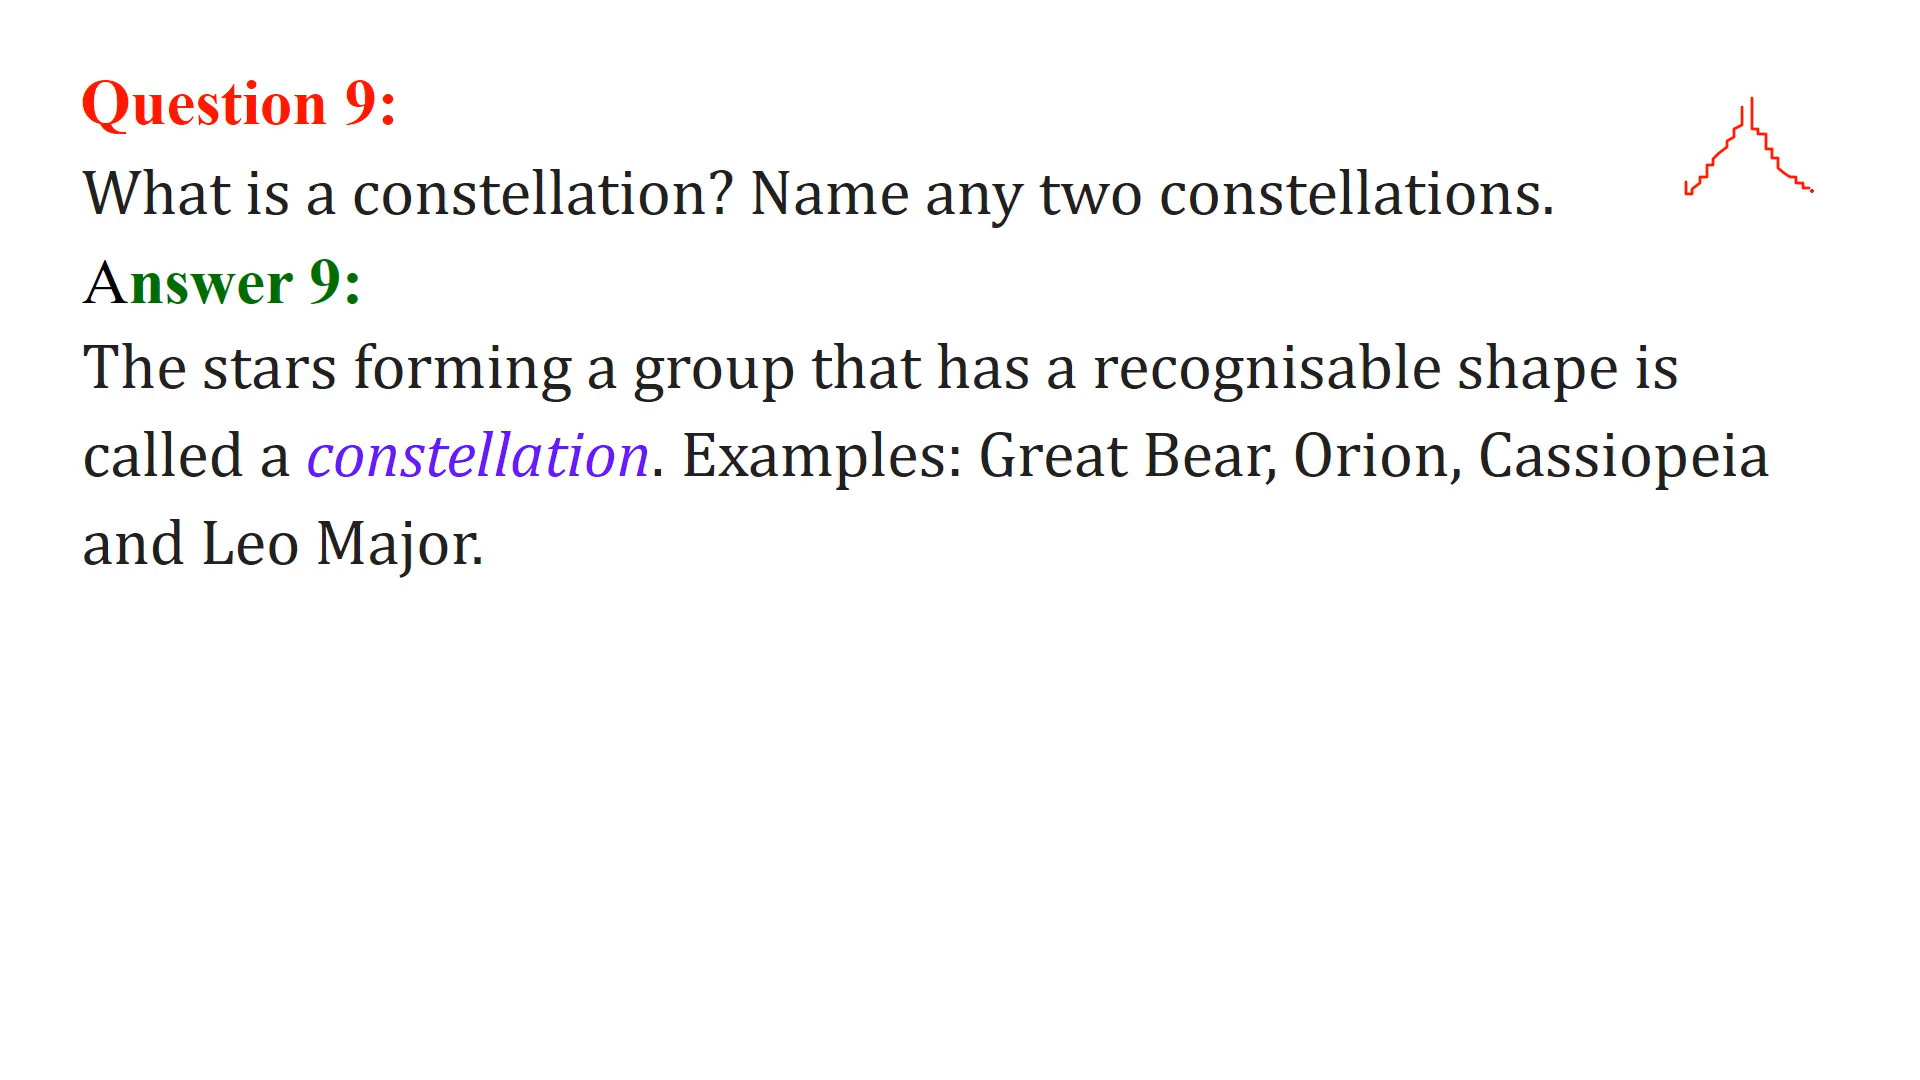 Question 9:
What is a constellation? Name any two constellations.
Answer 9:
The stars forming a group that has a recognisable shape is
called a constellation. Examples: Great Bear, Orion, Cassiopeia
and Leo Major.